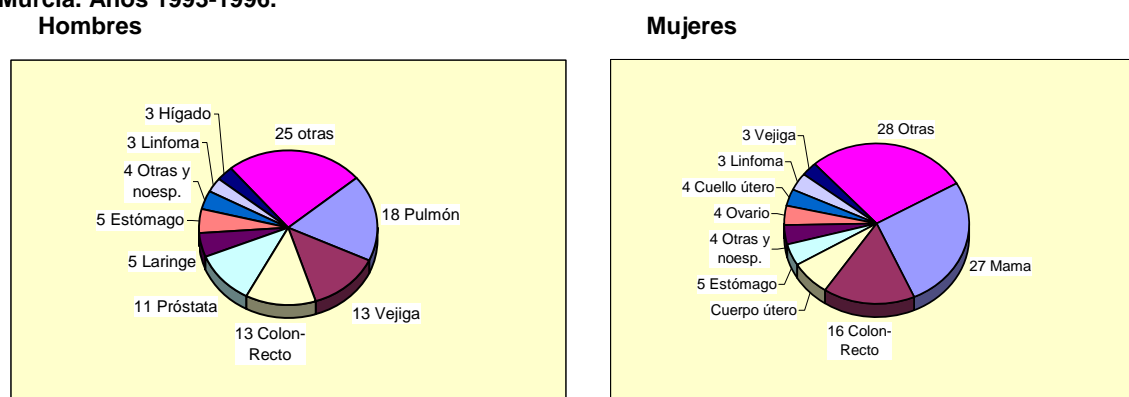 Murcia. Años 1993-1996.
Hombres
Mujeres
3 Hígado
3 Linfoma
4 Otras y
noesp.
5 Estómago
5 Laringe
11 Próstata
13 Colon-
Recto
13 Vejiga
18 Pulmón
25 otras
3 Vejiga
3 Linfoma
4 Cuello útero
4 Ovario
4 Otras y
noesp.
5 Estómago
Cuerpo útero
16 Colon-
Recto
27 Mama
28 Otras